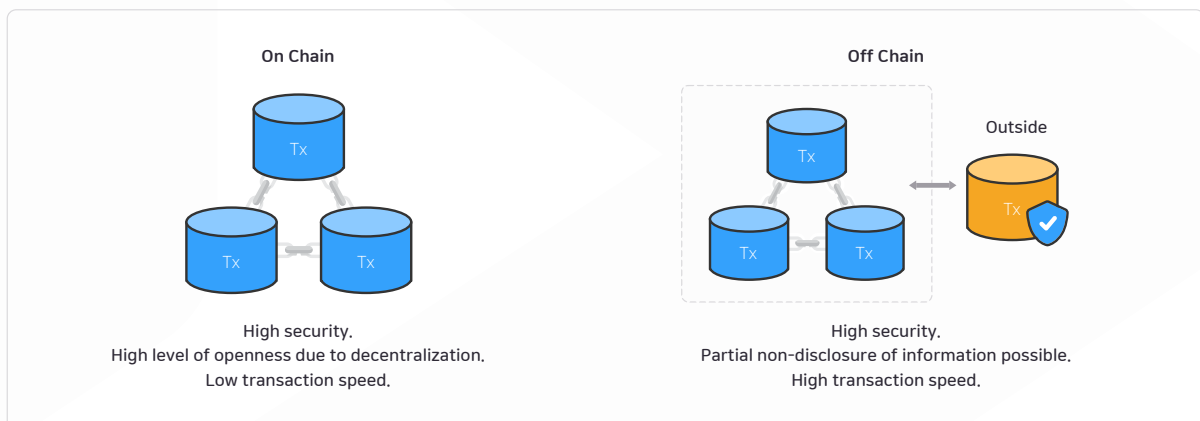 On Chain
Tx
Tx
Tx
High security.
High level of openness due to decentralization.
Low transaction speed.
Off Chain
Outside
Tx
Tx
Tx
Tx
High security.
Partial non-disclosure of information possible.
High transaction speed.